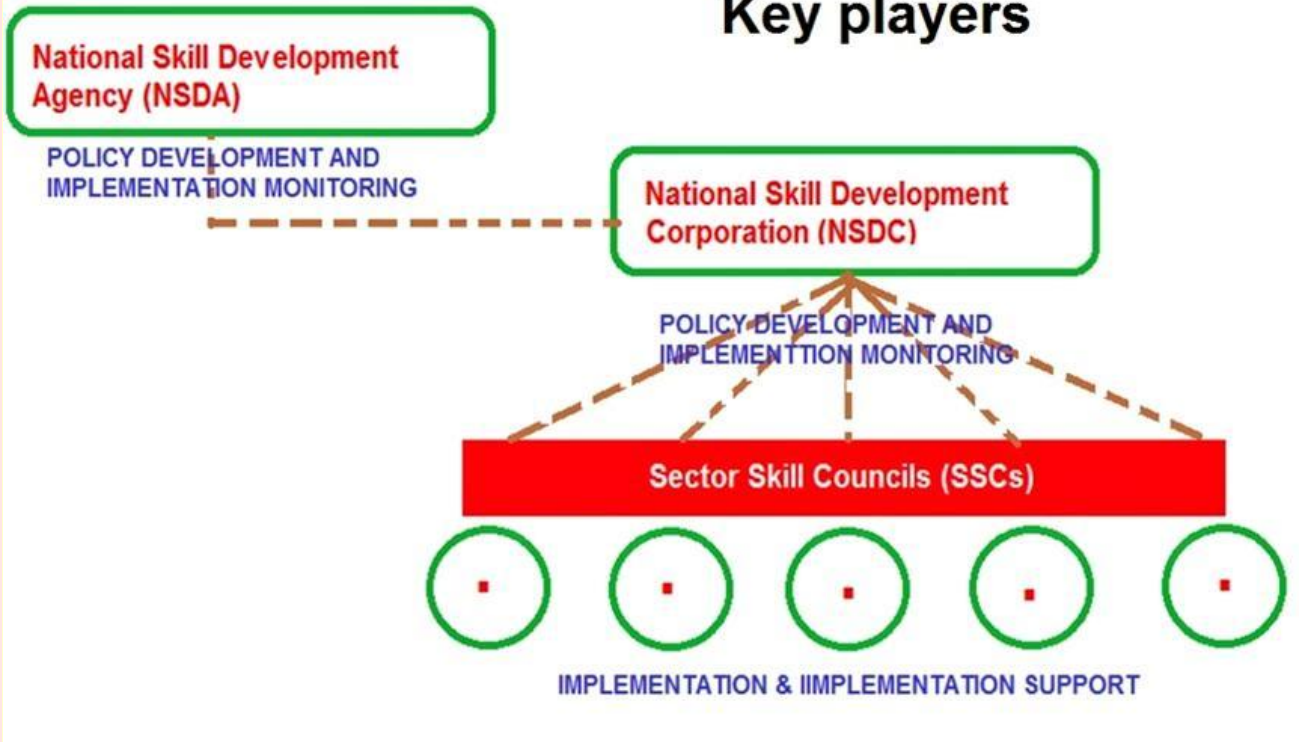 Key players
National Skill Development
Agency (NSDA)
POLICY DEVELOPMENT AND
IMPLEMENTATION MONITORING
National Skill Development
Corporation (NSDC)
POLICY DEVELOPMENT AND
IMPLEMENTTION MONITORING
Sector Skill Councils (SSCs)
IMPLEMENTATION & IIMPLEMENTATION SUPPORT